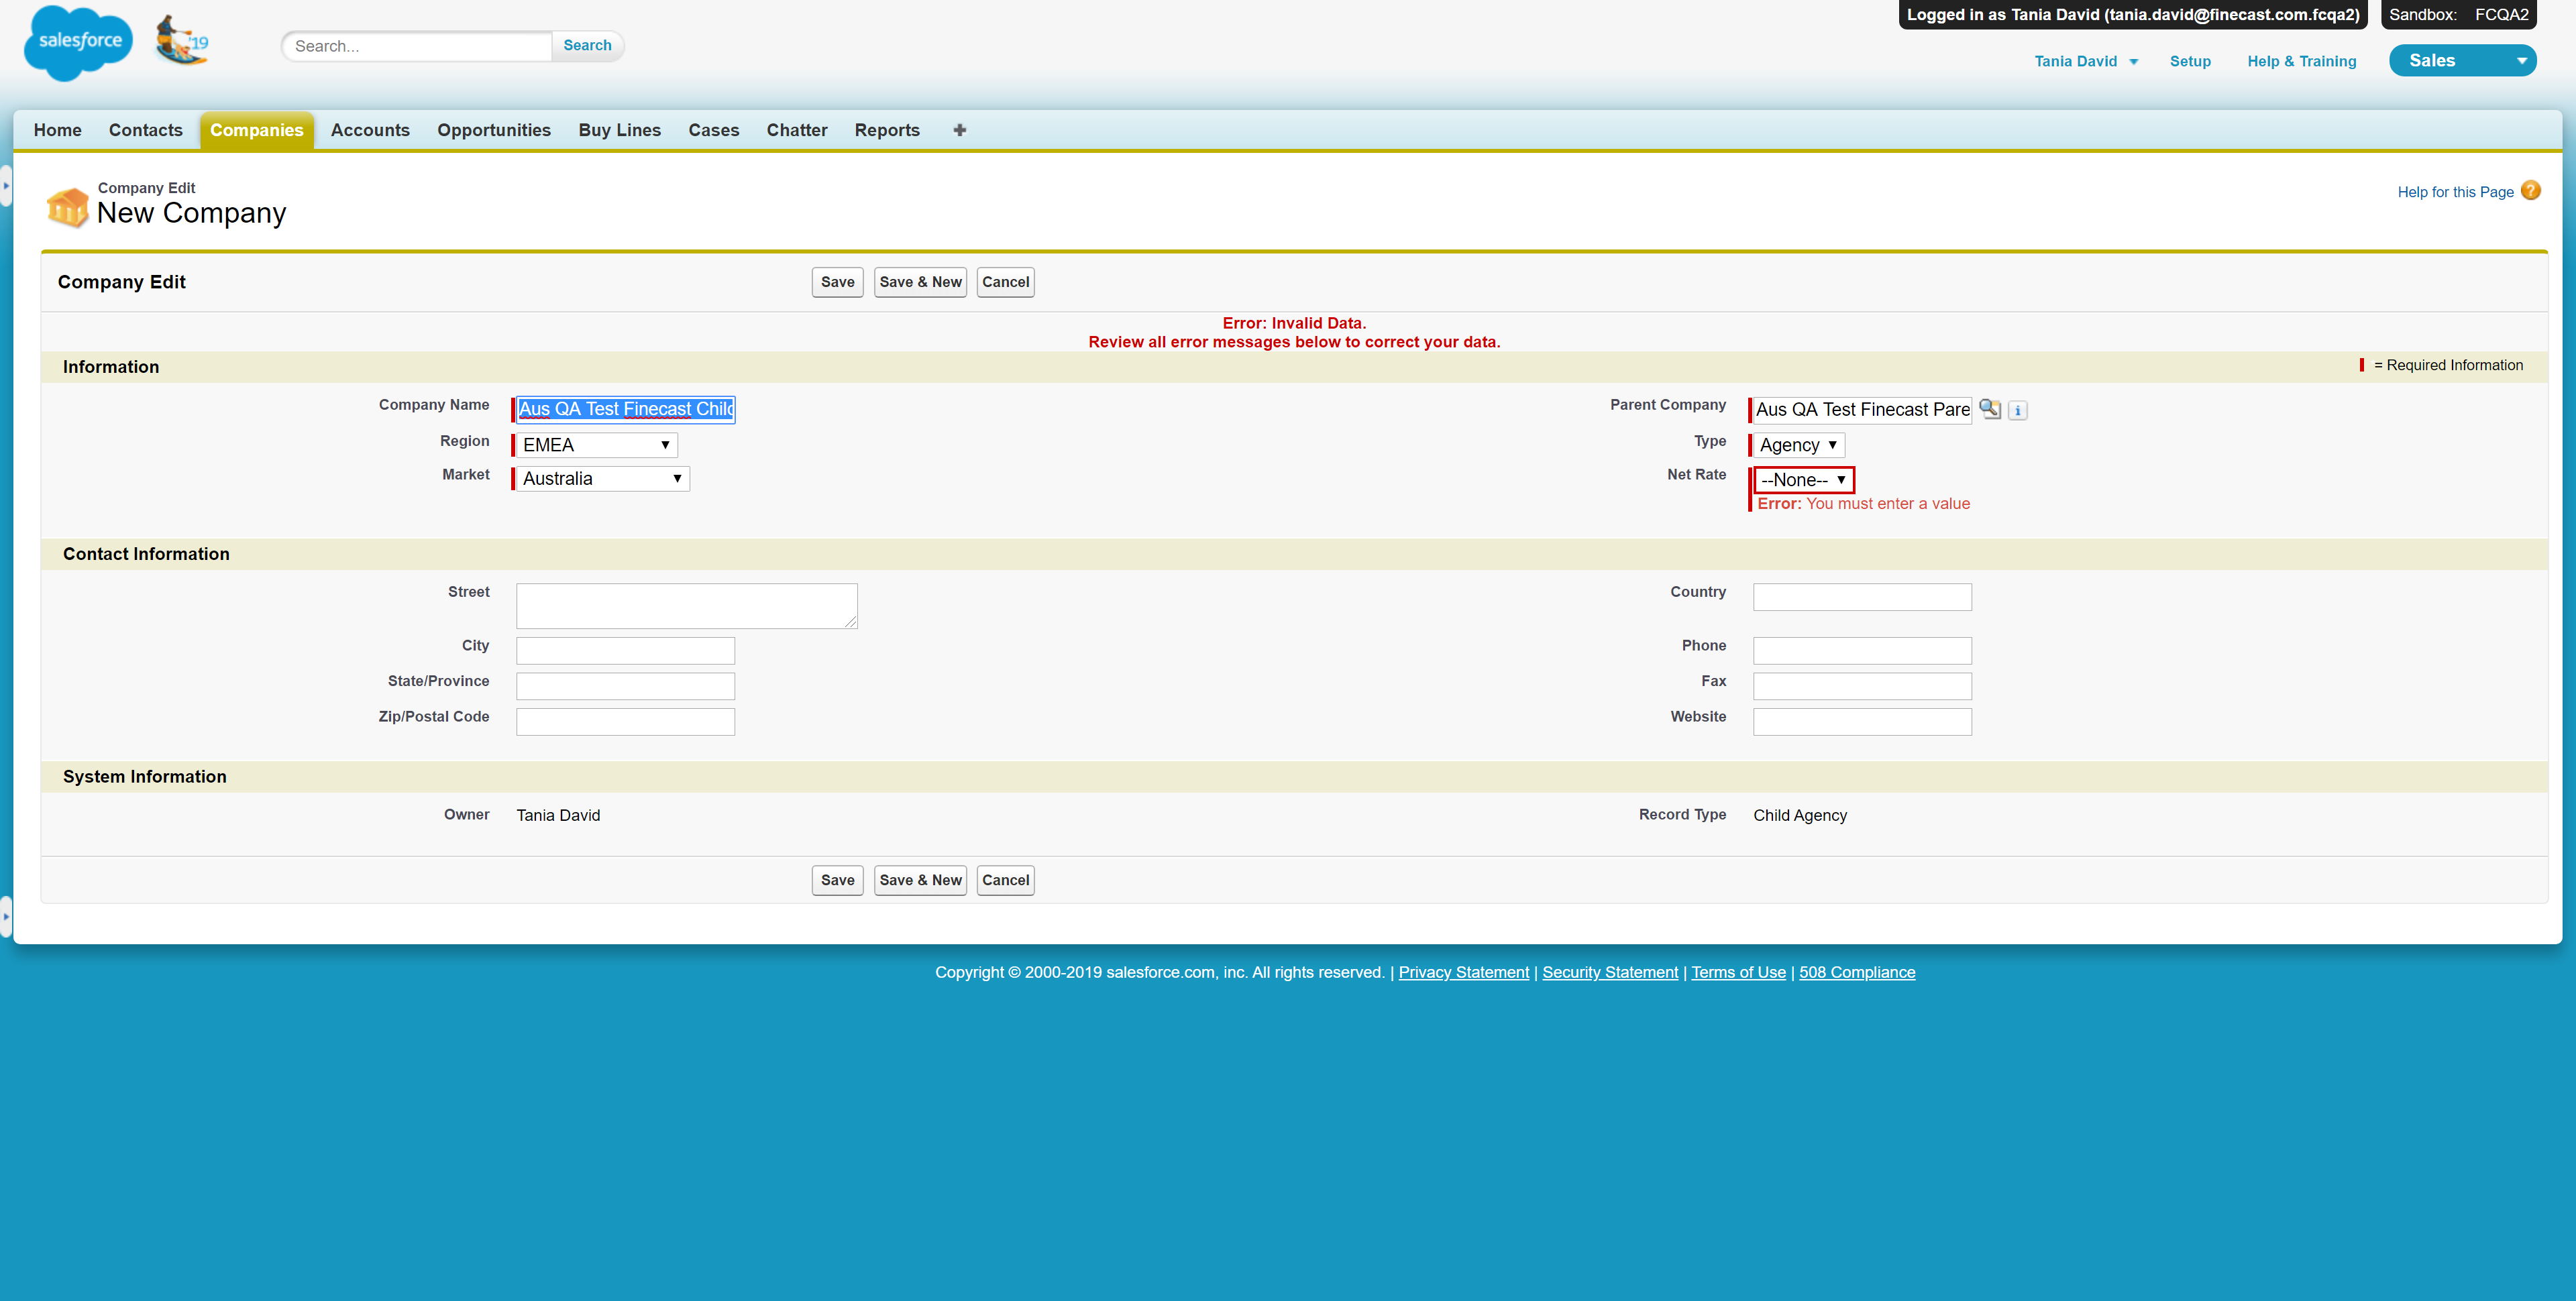 Logged in as Tania David (tania.david@finecast.com.fcqa2) Sandbox: FCQA2
salesforce '19 Search... Search
Tania David Setup Help & Training Sales
Home Contacts Companies Accounts Opportunities Buy Lines Cases Chatter Reports +
Company Edit
New Company
Help for this Page ?
Company Edit Save Save & New Cancel
Error: Invalid Data.
Review all error messages below to correct your data.
Information = Required Information
Company Name Aus QA Test Finecast Chil Parent Company Aus QA Test Finecast Pare i
Region EMEA Type Agency
Market Australia Net Rate --None--
Error: You must enter a value
Contact Information
Street Country
City Phone
State/Province Fax
Zip/Postal Code Website
System Information
Owner Tania David Record Type Child Agency
Save Save & New Cancel
Copyright © 2000-2019 salesforce.com, inc. All rights reserved. | Privacy Statement | Security Statement | Terms of Use | 508 Compliance